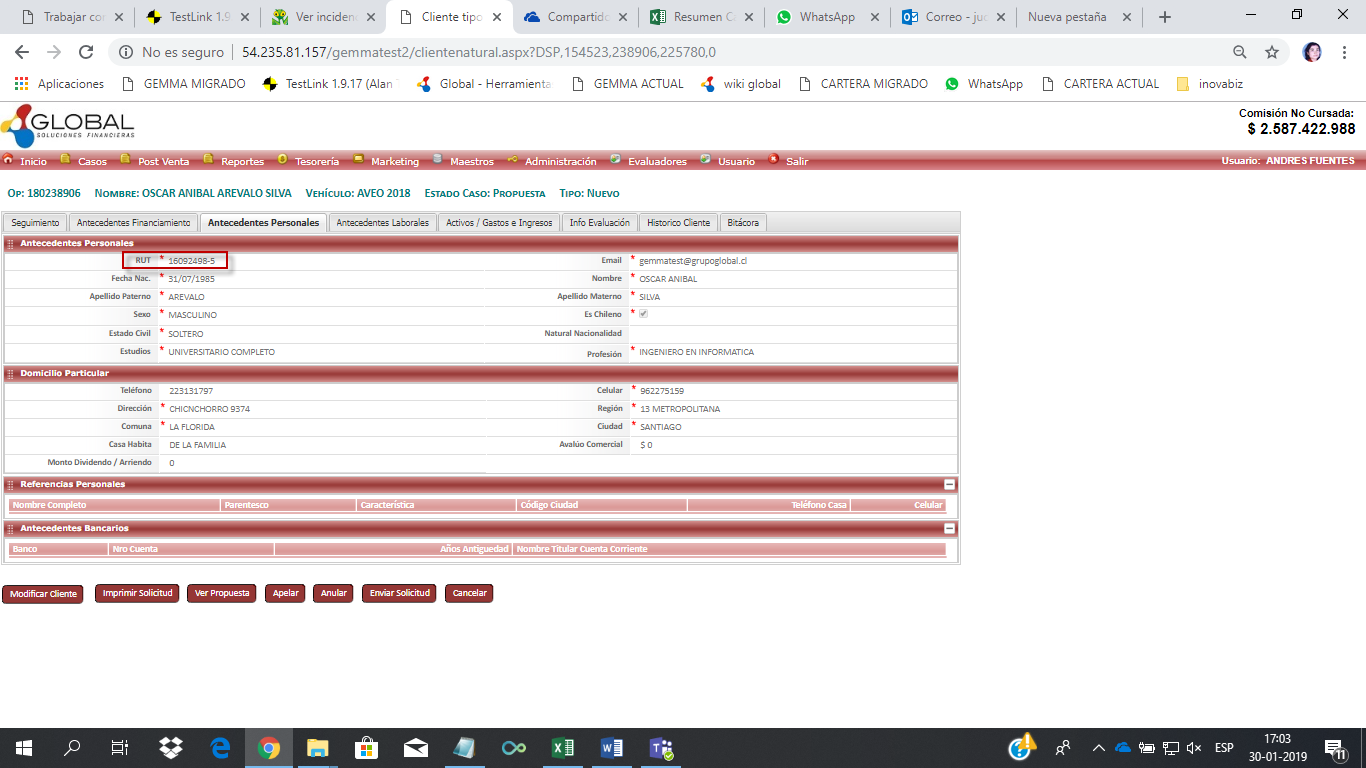 Trabajar con
TestLink 1.9
Ver inciden
Cliente tipo
Compartido
Resumen C
WhatsApp
Correo - juc
Nueva pestaña
No es seguro | 54.235.81.157/gemmatest2/clientenatural.aspx?DSP,154523,238906,225780,0
Aplicaciones
GEMMA MIGRADO
TestLink 1.9.17 (Alan
Global - Herramienta
GEMMA ACTUAL
wiki global
CARTERA MIGRADO
WhatsApp
CARTERA ACTUAL
inovabiz
GLOBAL
SOLUCIONES FINANCIERAS
Comisión No Cursada:
$ 2.587.422.988
Inicio Casos Post Venta Reportes Tesorería Marketing Maestros Administración Evaluadores Usuario Salir Usuario: ANDRES FUENTES
Op: 180238906 Nombre: OSCAR ANIBAL AREVALO SILVA Vehículo: AVEO 2018 Estado Caso: Propuesta Tipo: Nuevo
Seguimiento Antecedentes Financiamiento Antecedentes Personales Antecedentes Laborales Activos / Gastos e Ingresos Info Evaluación Historico Cliente Bitácora
Antecedentes Personales
RUT * 16092498-5 Email * gemmatest@grupoglobal.cl
Fecha Nac. * 31/07/1985 Nombre * OSCAR ANIBAL
Apellido Paterno * AREVALO Apellido Materno * SILVA
Sexo * MASCULINO Es Chileno *
Estado Civil * SOLTERO Natural Nacionalidad
Estudios * UNIVERSITARIO COMPLETO Profesión * INGENIERO EN INFORMATICA
Domicilio Particular
Teléfono 223131797 Celular * 962275159
Dirección * CHICNCHORRO 9374 Región * 13 METROPOLITANA
Comuna * LA FLORIDA Ciudad * SANTIAGO
Casa Habita DE LA FAMILIA Avalúo Comercial $ 0
Monto Dividendo / Arriendo 0
Referencias Personales
Nombre Completo Parentesco Característica Código Ciudad Teléfono Casa Celular
Antecedentes Bancarios
Banco Nro Cuenta Años Antiguedad Nombre Titular Cuenta Corriente
Modificar Cliente Imprimir Solicitud Ver Propuesta Apelar Anular Enviar Solicitud Cancelar
ESP
17:03
30-01-2019
11